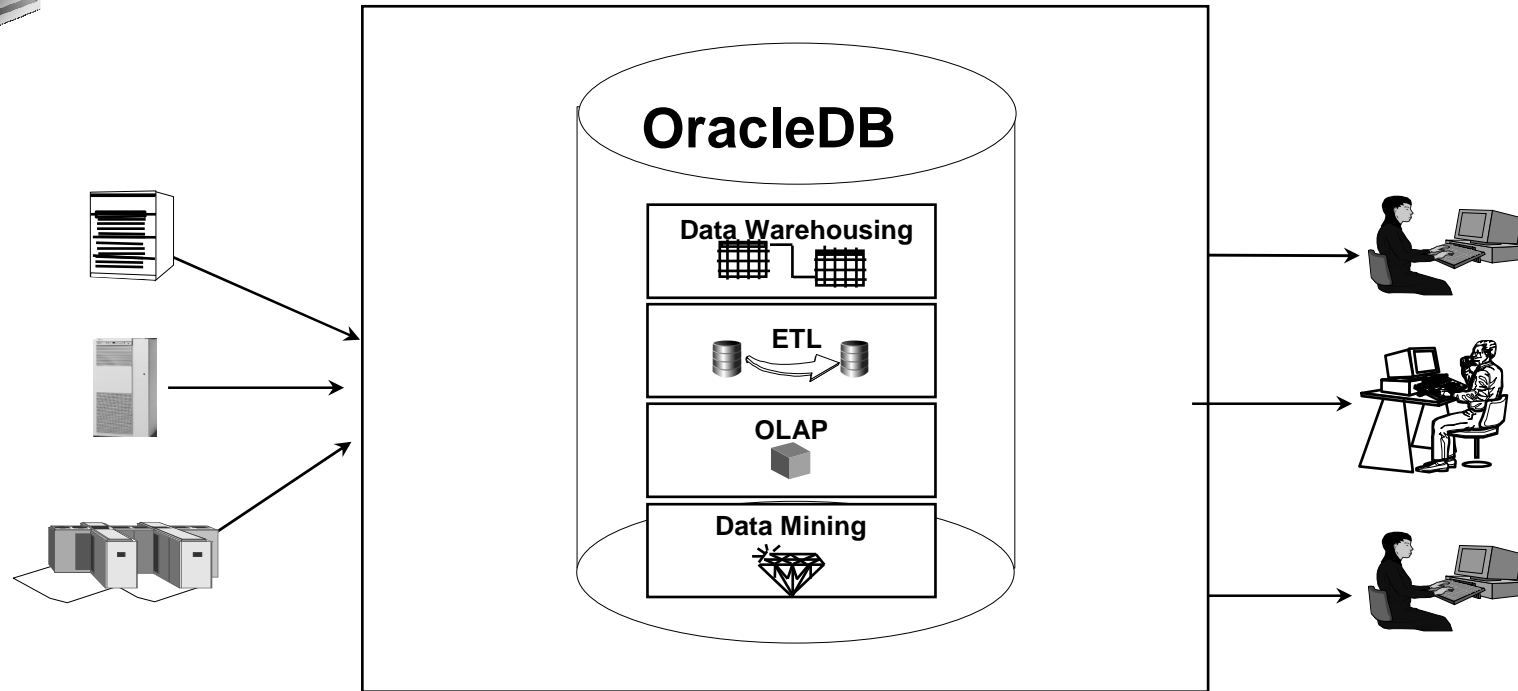 OracleDB
Data Warehousing
ETL
OLAP
Data Mining